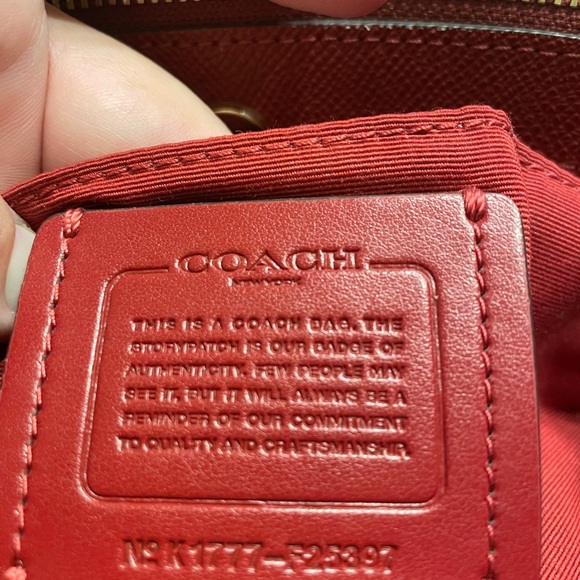 COACH
NEW YORK
THIS IS A COACH BAG. THE
STORYPATCH IS OUR BADGE OF
AUTHENTICITY. FEW PEOPLE MAY
SEE IT, BUT IT WILL ALWAYS BE A
REMINDER OF OUR COMMITMENT
TO QUALITY AND CRAFTSMANSHIP.
Nº K1777-F25397